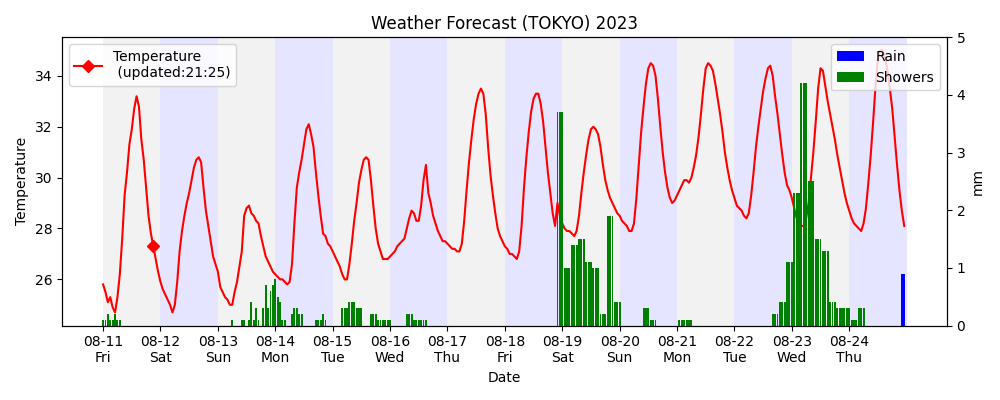 Weather Forecast (TOKYO) 2023
Temperature
(updated:21:25)
Rain
Showers
Temperature
34
32
30
28
26
5
4
3
2
1
0
mm
08-11 08-12 08-13 08-14 08-15 08-16 08-17 08-18 08-19 08-20 08-21 08-22 08-23 08-24
Fri Sat Sun Mon Tue Wed Thu Fri Sat Sun Mon Tue Wed Thu
Date